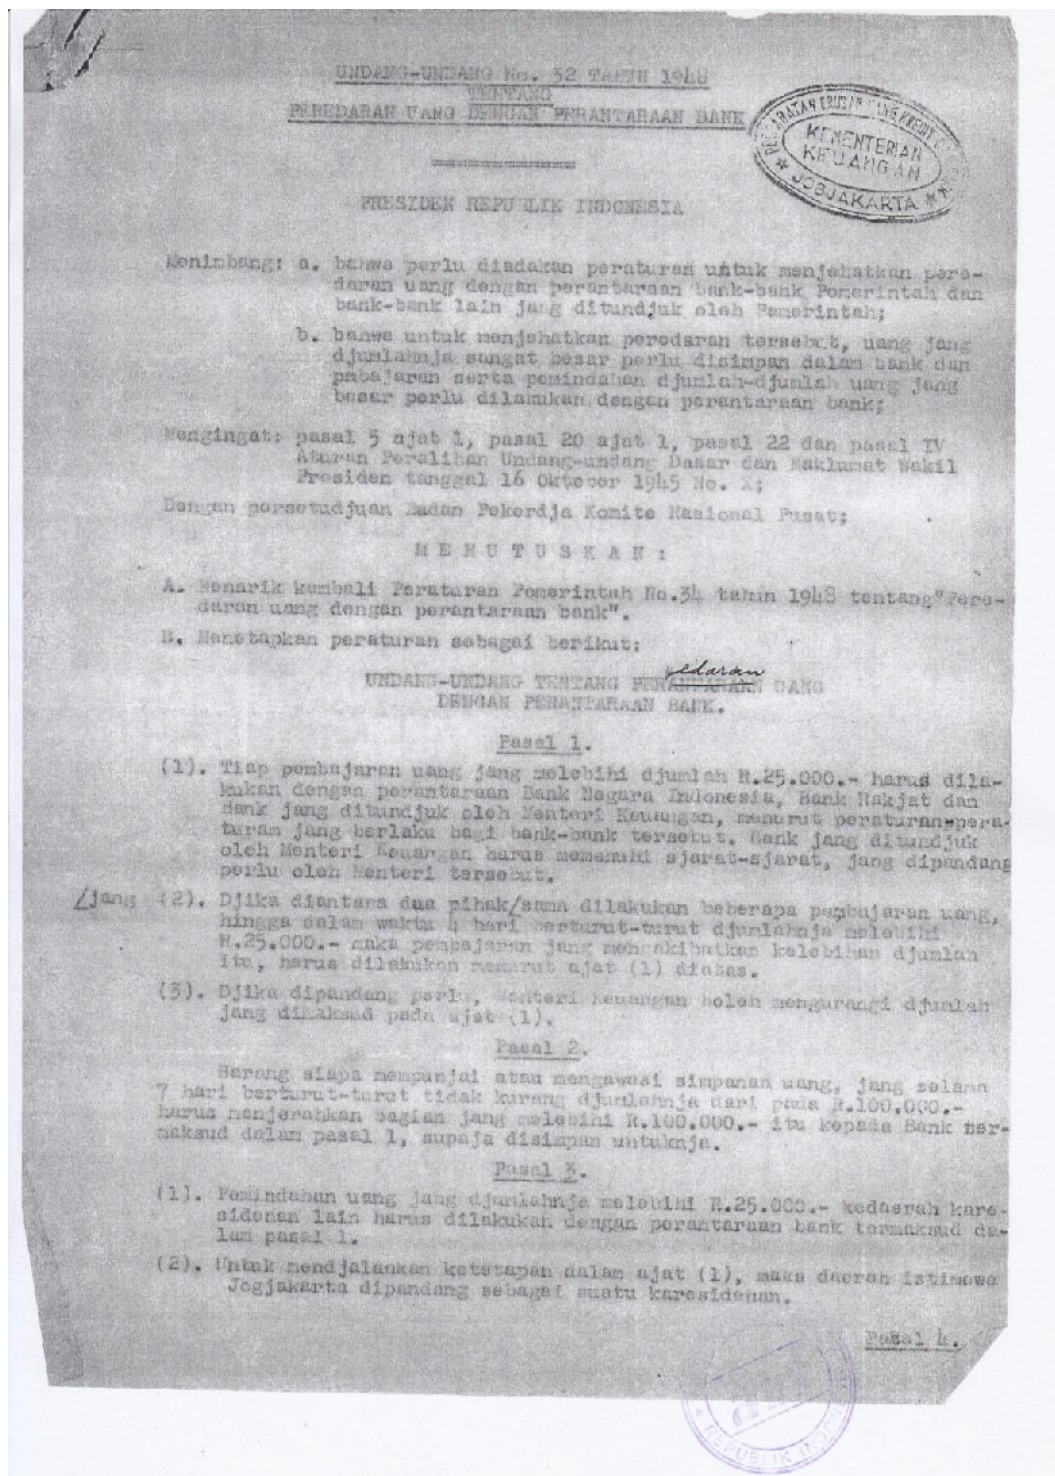 UNDANG-UNDANG No. 32 TAHUN 1948
TENTANG
PEREDARAN UANG DENGAN PERANTARAAN BANK
KEMENTERIAN
KEUANGAN
★ JOGJAKARTA ★
PRESIDEN REPUBLIK INDONESIA
Menimbang: a. bahwa perlu diadakan peraturan untuk menjehatkan pere-
daran uang dengan perantaraan bank-bank Pemerintah dan
bank-bank lain jang ditundjuk oleh Pemerintah;
b. bahwa untuk menjehatkan peredaran tersebut, uang jang
djumlahnja sangat besar perlu disimpan dalam bank dan
pabajaran serta pemindahan djumlah-djumlah uang jang
besar perlu dilakukan dengan perantaraan bank;
Mengingat: pasal 5 ajat 1, pasal 20 ajat 1, pasal 22 dan pasal IV
Aturan Peralihan Undang-undang Dasar dan Maklumat Wakil
Presiden tanggal 16 Oktober 1945 No. X;
Dengan persetudjuan Badan Pekerdja Komite Nasional Pusat;
M E M U T U S K A N :
A. Menarik kembali Peraturan Pemerintah No.34 tahun 1948 tentang"Pere-
daran uang dengan perantaraan bank".
B. Menetapkan peraturan sebagai berikut:
edaran
UNDANG-UNDANG TENTANG PERANTARAAN UANG
DENGAN PERANTARAAN BANK.
Pasal 1.
(1). Tiap pembajaran uang jang melebihi djumlah R.25.000.- harus dila-
kukan dengan perantaraan Bank Negara Indonesia, Bank Rakjat dan
Bank jang ditundjuk oleh Menteri Keuangan, menurut peraturan-pera-
turan jang berlaku bagi bank-bank tersebut. Bank jang ditundjuk
oleh Menteri Keuangan harus memenuhi sjarat-sjarat, jang dipandang
perlu oleh Menteri tersebut.
/jang (2). Djika diantara dua pihak/sama dilakukan beberapa pembajaran uang,
hingga dalam waktu 4 hari berturut-turut djumlahnja melebihi
R.25.000.- maka pembajaran jang mengakibatkan kelebihan djumlah
itu, harus dilakukan menurut ajat (1) diatas.
(3). Djika dipandang perlu, Menteri Keuangan boleh mengurangi djumlah
jang dimaksud pada ajat (1).
Pasal 2.
Barang siapa mempunjai atau mengawasi simpanan uang, jang selama
7 hari berturut-turut tidak kurang djumlahnja dari pada R.100.000.-
harus menjerahkan bagian jang melebihi R.100.000.- itu kepada Bank ter-
maksud dalam pasal 1, supaja disimpan untuknja.
Pasal 3.
(1). Pemindahan uang jang djumlahnja melebihi R.25.000.- kedaerah kare-
sidenan lain harus dilakukah dengan perantaraan bank termaksud da-
lam pasal 1.
(2). Untuk mendjalankan ketetapan dalam ajat (1), maka daerah istimewa
Jogjakarta dipandang sebagai suatu karesidenan.
Pasal 4.
★ REPUBLIK INDONE